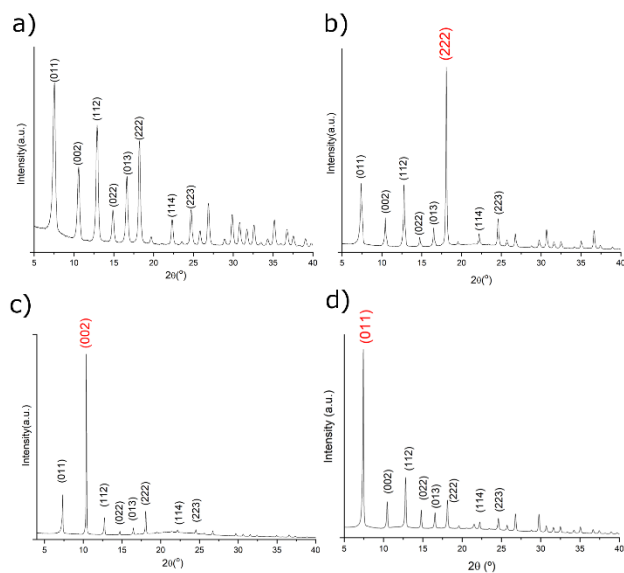 a)
Intensity(a.u.)
(011)
(002)
(112)
(022)
(013)
(222)
(114)
(223)
5 10 15 20 25 30 35 40
2θ(°)
b)
Intensity(a.u.)
(011)
(002)
(112)
(022)
(013)
(222)
(114)
(223)
5 10 15 20 25 30 35 40
2θ(°)
c)
Intensity(a.u.)
(011)
(002)
(112)
(022)
(013)
(222)
(114)
(223)
5 10 15 20 25 30 35 40
2θ(°)
d)
Intensity (a.u.)
(011)
(002)
(112)
(022)
(013)
(222)
(114)
(223)
5 10 15 20 25 30 35 40
2θ (°)